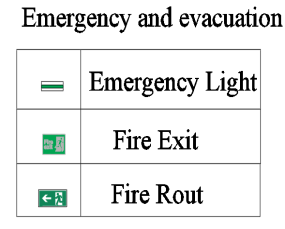 Emergency and evacuation
Emergency Light
Fire Exit
Fire Rout